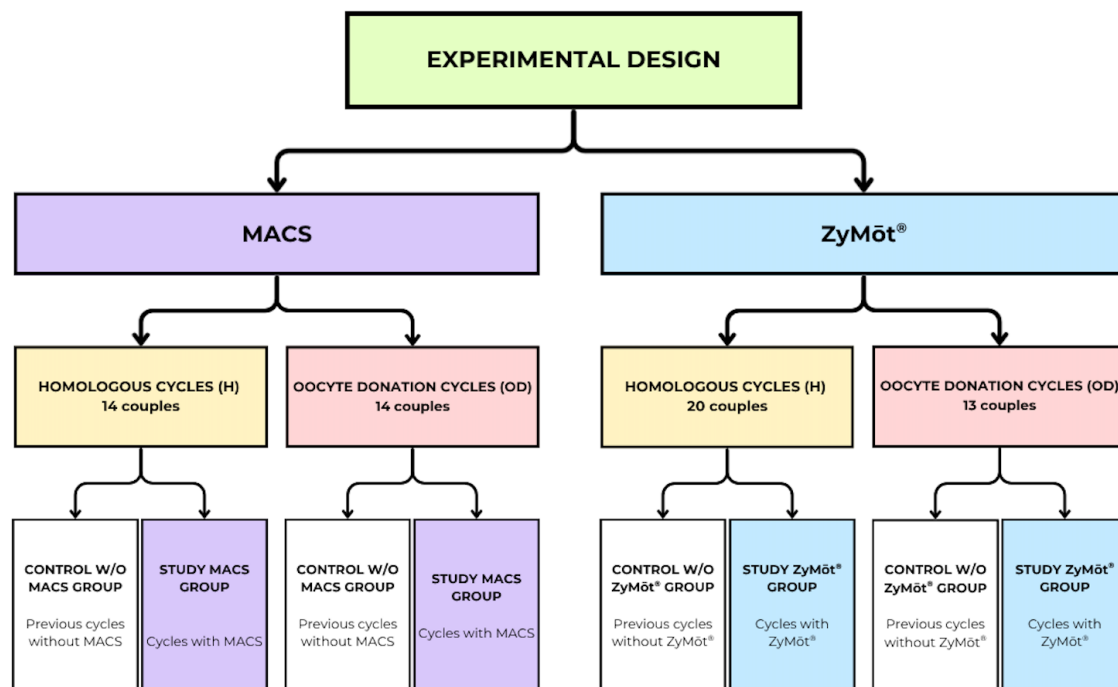 EXPERIMENTAL DESIGN
MACS
ZyMōt®
HOMOLOGOUS CYCLES (H)
14 couples
OOCYTE DONATION CYCLES (OD)
14 couples
HOMOLOGOUS CYCLES (H)
20 couples
OOCYTE DONATION CYCLES (OD)
13 couples
CONTROL W/O
MACS GROUP
Previous cycles
without MACS
STUDY MACS
GROUP
Cycles with MACS
CONTROL W/O
MACS GROUP
Previous cycles
without MACS
STUDY MACS
GROUP
Cycles with MACS
CONTROL W/O
ZyMōt® GROUP
Previous cycles
without ZyMōt®
STUDY ZyMōt®
GROUP
Cycles with
ZyMōt®
CONTROL W/O
ZyMōt® GROUP
Previous cycles
without ZyMōt®
STUDY ZyMōt®
GROUP
Cycles with
ZyMōt®